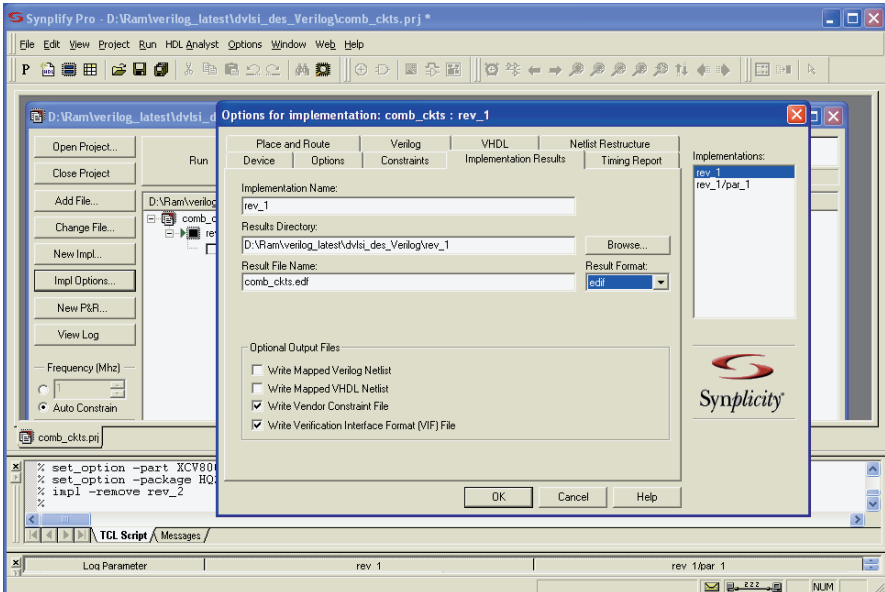 Synplify Pro - D:\Ram\verilog_latest\dvlsi_des_Verilog\comb_ckts.prj *
File Edit View Project Run HDL Analyst Options Window Web Help
P
D:\Ram\verilog_latest\dvlsi_d
Open Project...
Close Project
Add File...
Change File...
New Impl...
Impl Options...
New P&R...
View Log
Frequency (Mhz)
1
Auto Constrain
Run
D:\Ram\verilog
comb_c
re
Options for implementation: comb_ckts : rev_1
Place and Route Verilog VHDL Netlist Restructure
Device Options Constraints Implementation Results Timing Report
Implementation Name:
rev_1
Results Directory:
D:\Ram\verilog_latest\dvlsi_des_Verilog\rev_1
Browse...
Result File Name:
comb_ckts.edf
Result Format:
edif
Optional Output Files
Write Mapped Verilog Netlist
Write Mapped VHDL Netlist
Write Vendor Constraint File
Write Verification Interface Format (VIF) File
Implementations:
rev_1
rev_1/par_1
Synplicity
OK Cancel Help
comb_ckts.prj
% set_option -part XCV80
% set_option -package HQ
% impl -remove rev_2
%
TCL Script Messages
Log Parameter rev_1 rev_1/par_1
zzz NUM